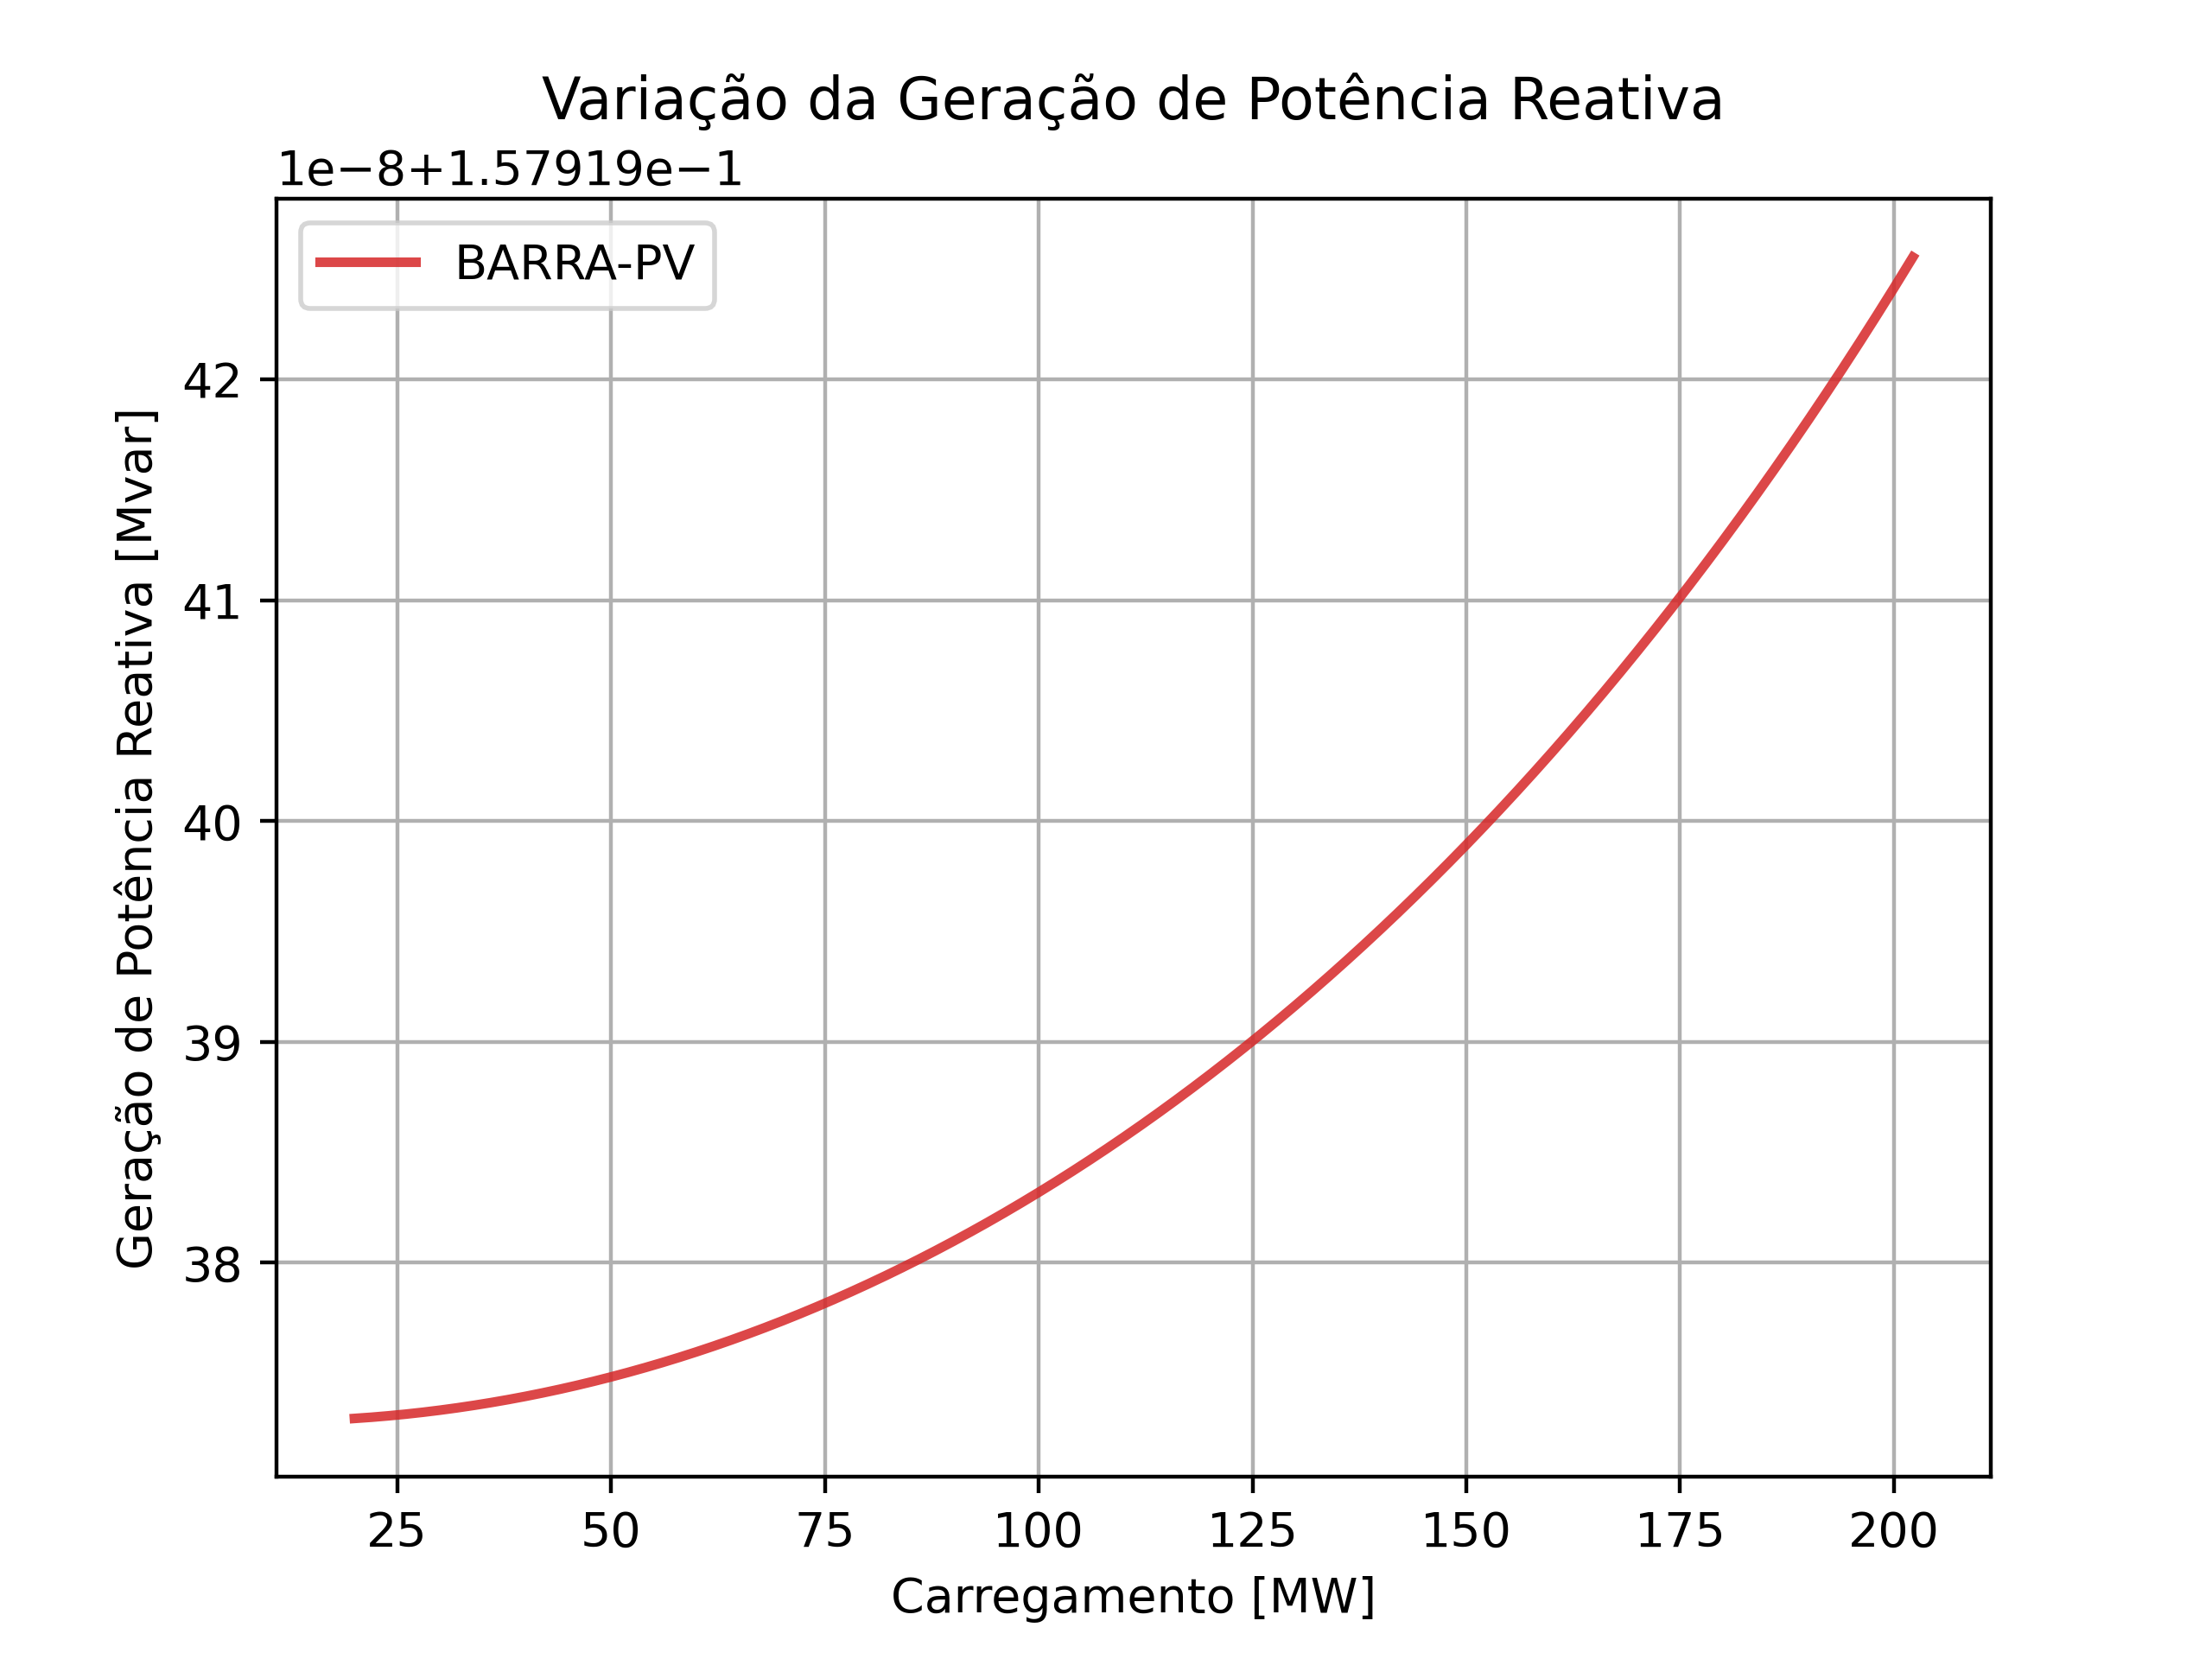 Variação da Geração de Potência Reativa
1e−8+1.57919e−1
BARRA-PV
Geração de Potência Reativa [Mvar]
42
41
40
39
38
25 50 75 100 125 150 175 200
Carregamento [MW]